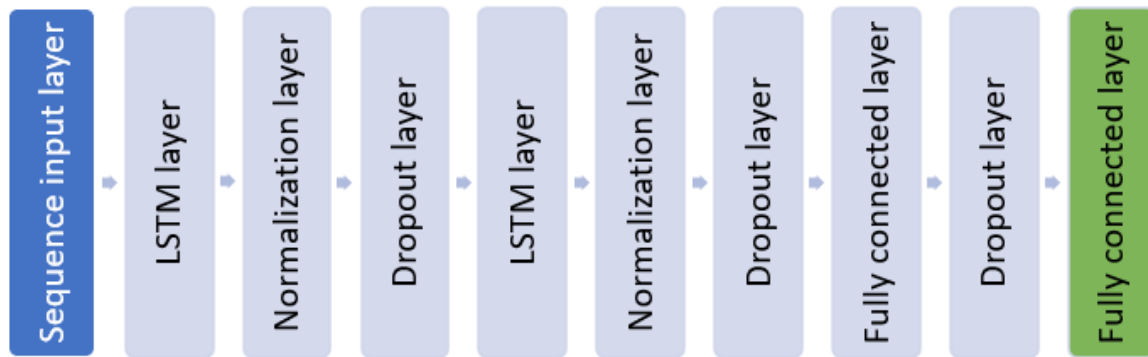 Sequence input layer
LSTM layer
Normalization layer
Dropout layer
LSTM layer
Normalization layer
Dropout layer
Fully connected layer
Dropout layer
Fully connected layer